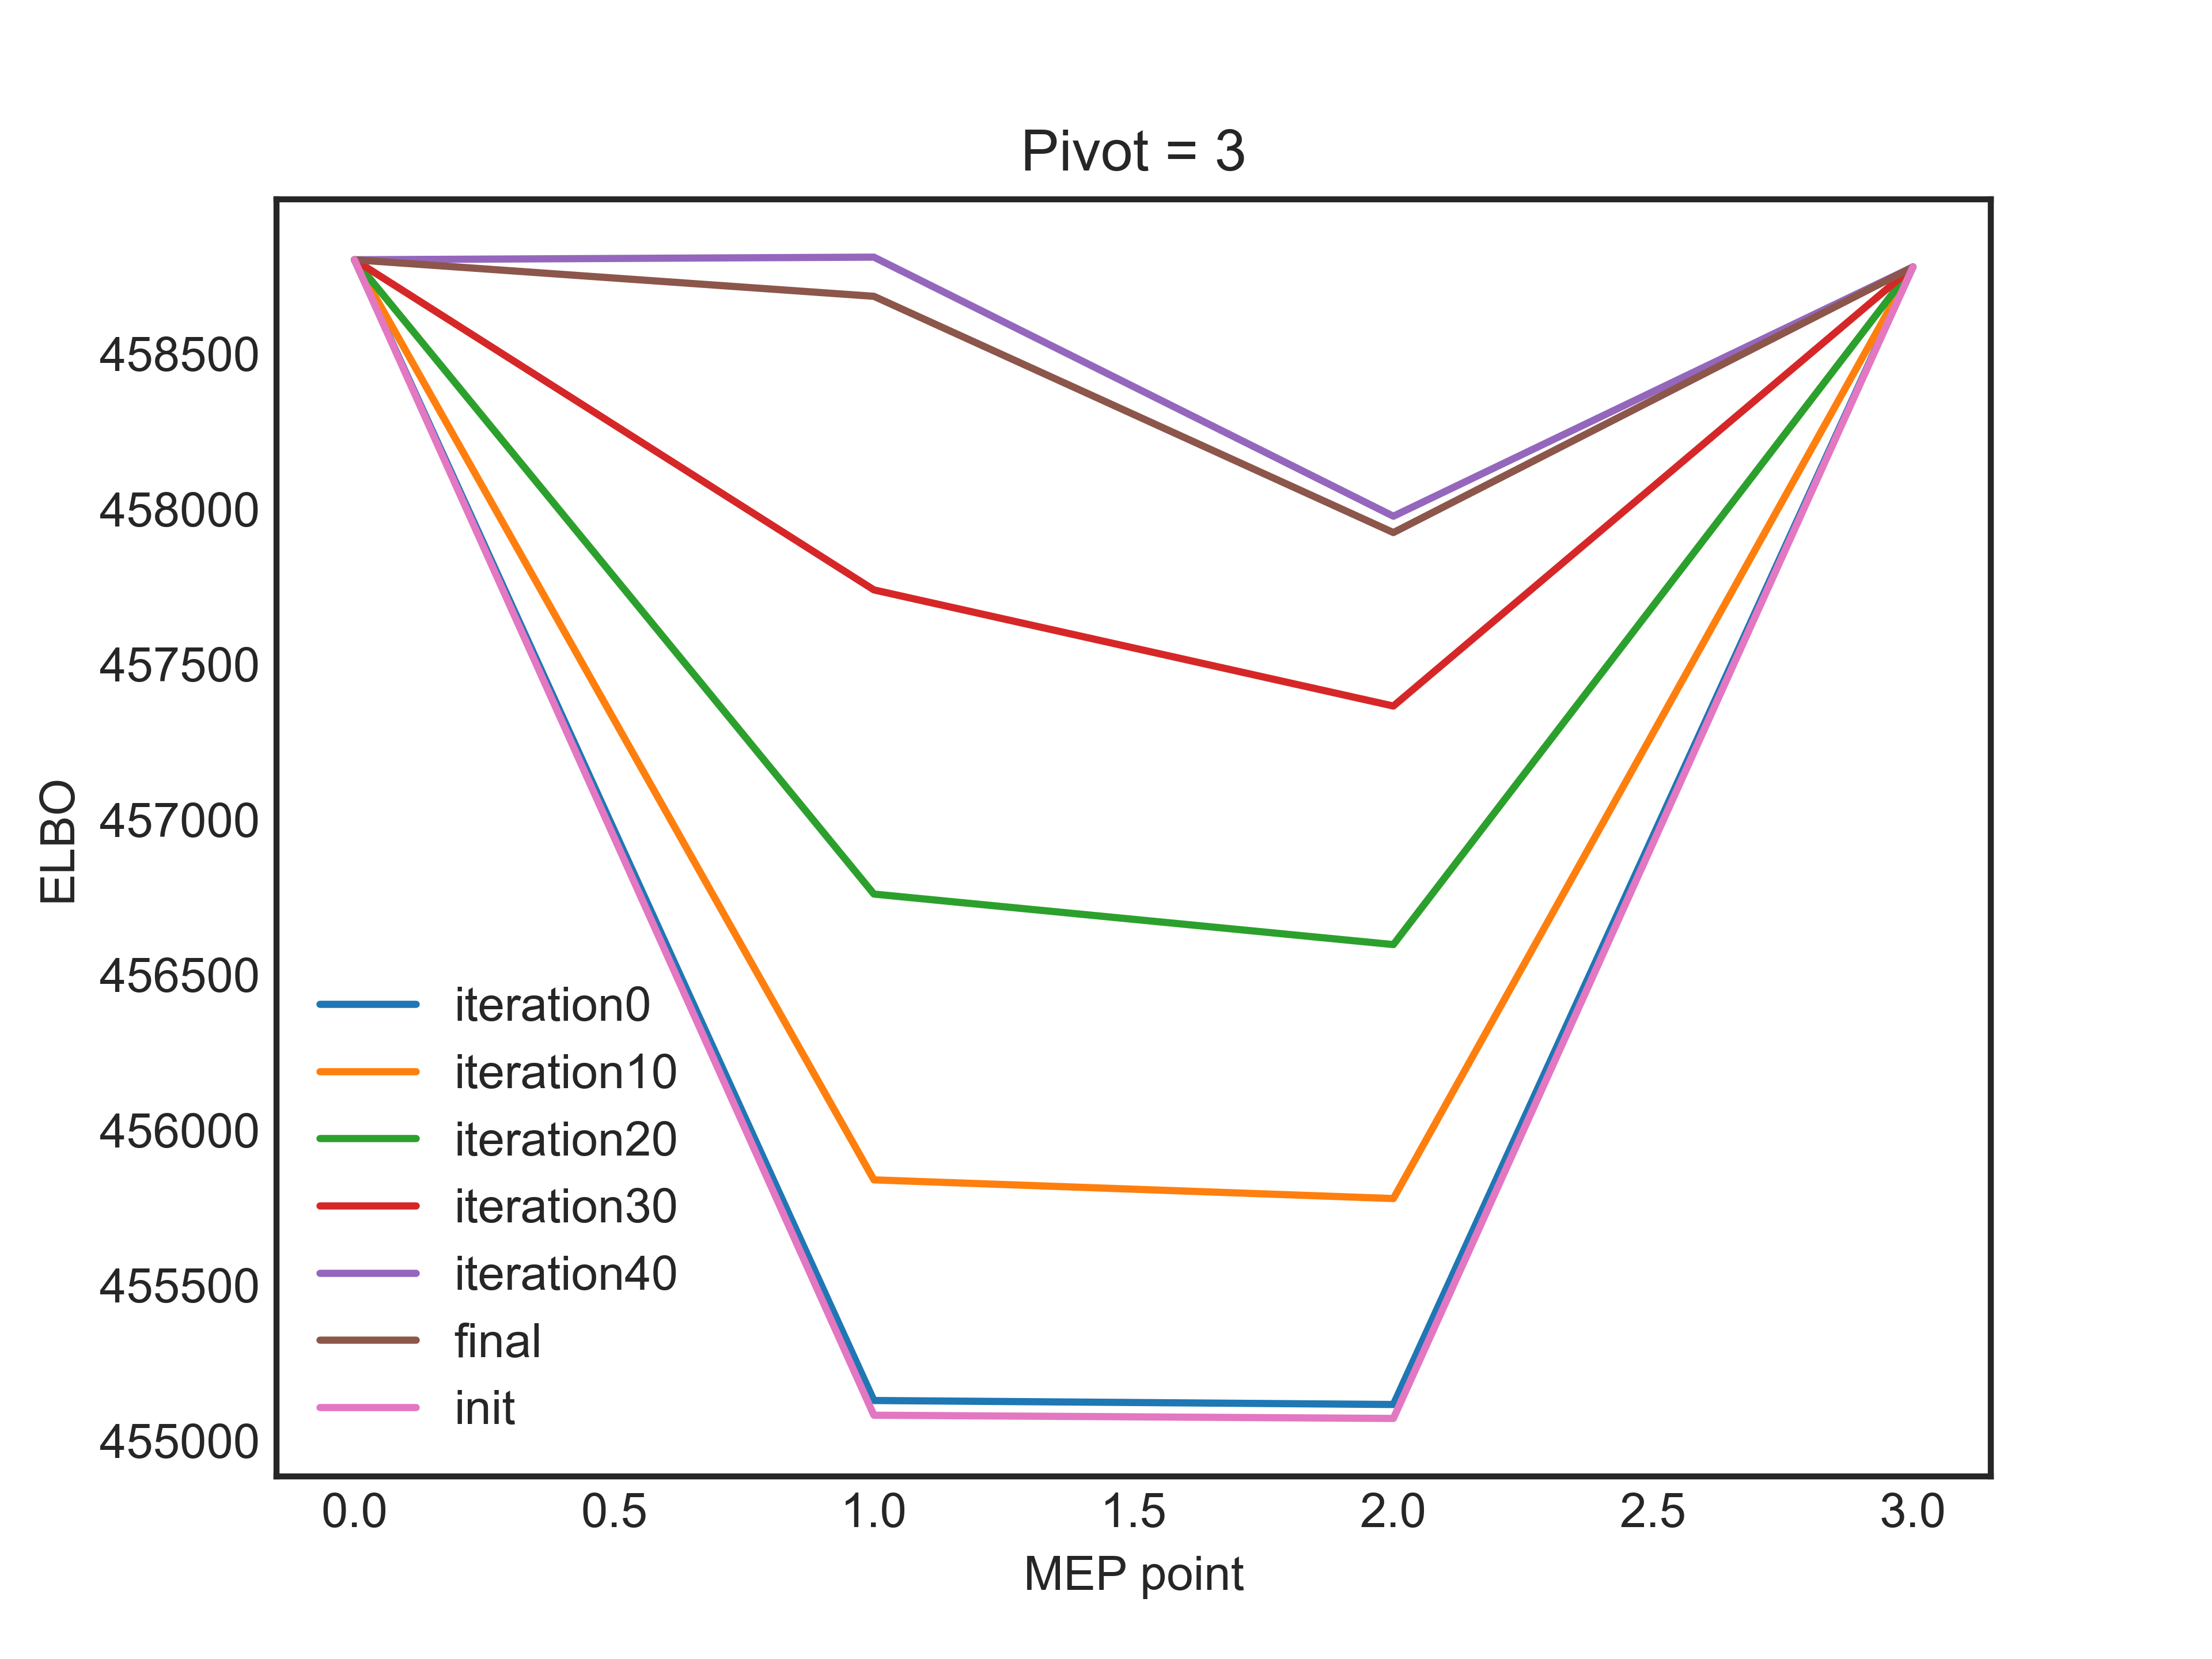 Pivot = 3
ELBO
458500
458000
457500
457000
456500
456000
455500
455000
iteration0
iteration10
iteration20
iteration30
iteration40
final
init
0.0 0.5 1.0 1.5 2.0 2.5 3.0
MEP point